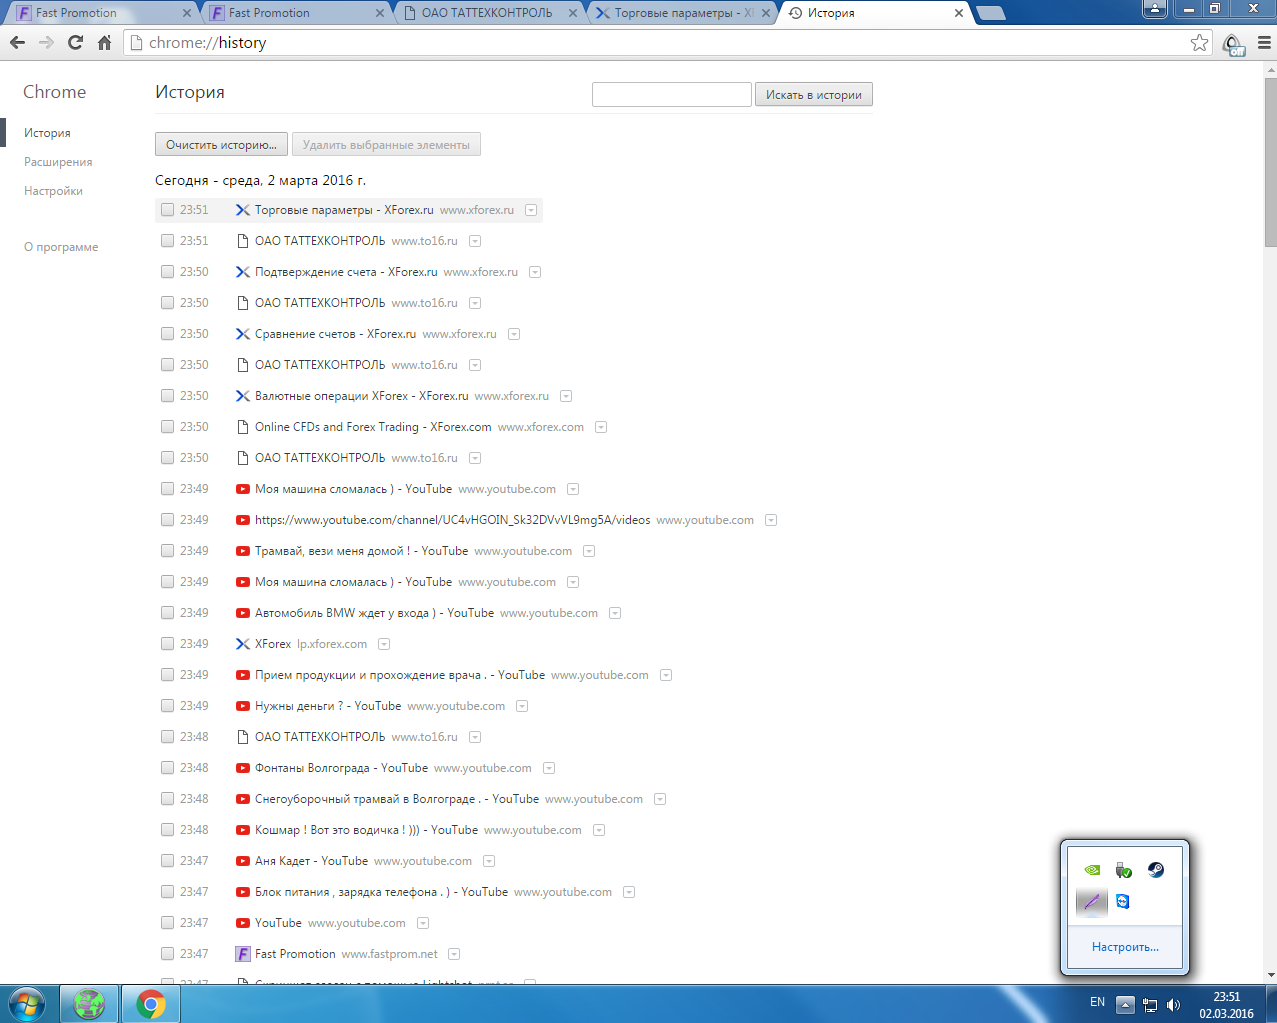 Fast Promotion
Fast Promotion
ОАО ТАТТЕХКОНТРОЛЬ
Торговые параметры - XF
История
chrome://history
off
Chrome
История
Искать в истории
История
Расширения
Настройки
О программе
Очистить историю...
Удалить выбранные элементы
Сегодня - среда, 2 марта 2016 г.
23:51 Торговые параметры - XForex.ru www.xforex.ru
23:51 ОАО ТАТТЕХКОНТРОЛЬ www.to16.ru
23:50 Подтверждение счета - XForex.ru www.xforex.ru
23:50 ОАО ТАТТЕХКОНТРОЛЬ www.to16.ru
23:50 Сравнение счетов - XForex.ru www.xforex.ru
23:50 ОАО ТАТТЕХКОНТРОЛЬ www.to16.ru
23:50 Валютные операции XForex - XForex.ru www.xforex.ru
23:50 Online CFDs and Forex Trading - XForex.com www.xforex.com
23:50 ОАО ТАТТЕХКОНТРОЛЬ www.to16.ru
23:49 Моя машина сломалась ) - YouTube www.youtube.com
23:49 https://www.youtube.com/channel/UC4vHGOIN_Sk32DVvVL9mg5A/videos www.youtube.com
23:49 Трамвай, вези меня домой ! - YouTube www.youtube.com
23:49 Моя машина сломалась ) - YouTube www.youtube.com
23:49 Автомобиль BMW ждет у входа ) - YouTube www.youtube.com
23:49 XForex lp.xforex.com
23:49 Прием продукции и прохождение врача . - YouTube www.youtube.com
23:49 Нужны деньги ? - YouTube www.youtube.com
23:48 ОАО ТАТТЕХКОНТРОЛЬ www.to16.ru
23:48 Фонтаны Волгограда - YouTube www.youtube.com
23:48 Снегоуборочный трамвай в Волгограде . - YouTube www.youtube.com
23:48 Кошмар ! Вот это водичка ! ))) - YouTube www.youtube.com
23:47 Аня Кадет - YouTube www.youtube.com
23:47 Блок питания , зарядка телефона . ) - YouTube www.youtube.com
23:47 YouTube www.youtube.com
23:47 Fast Promotion www.fastprom.net
Настроить...
EN
23:51
02.03.2016